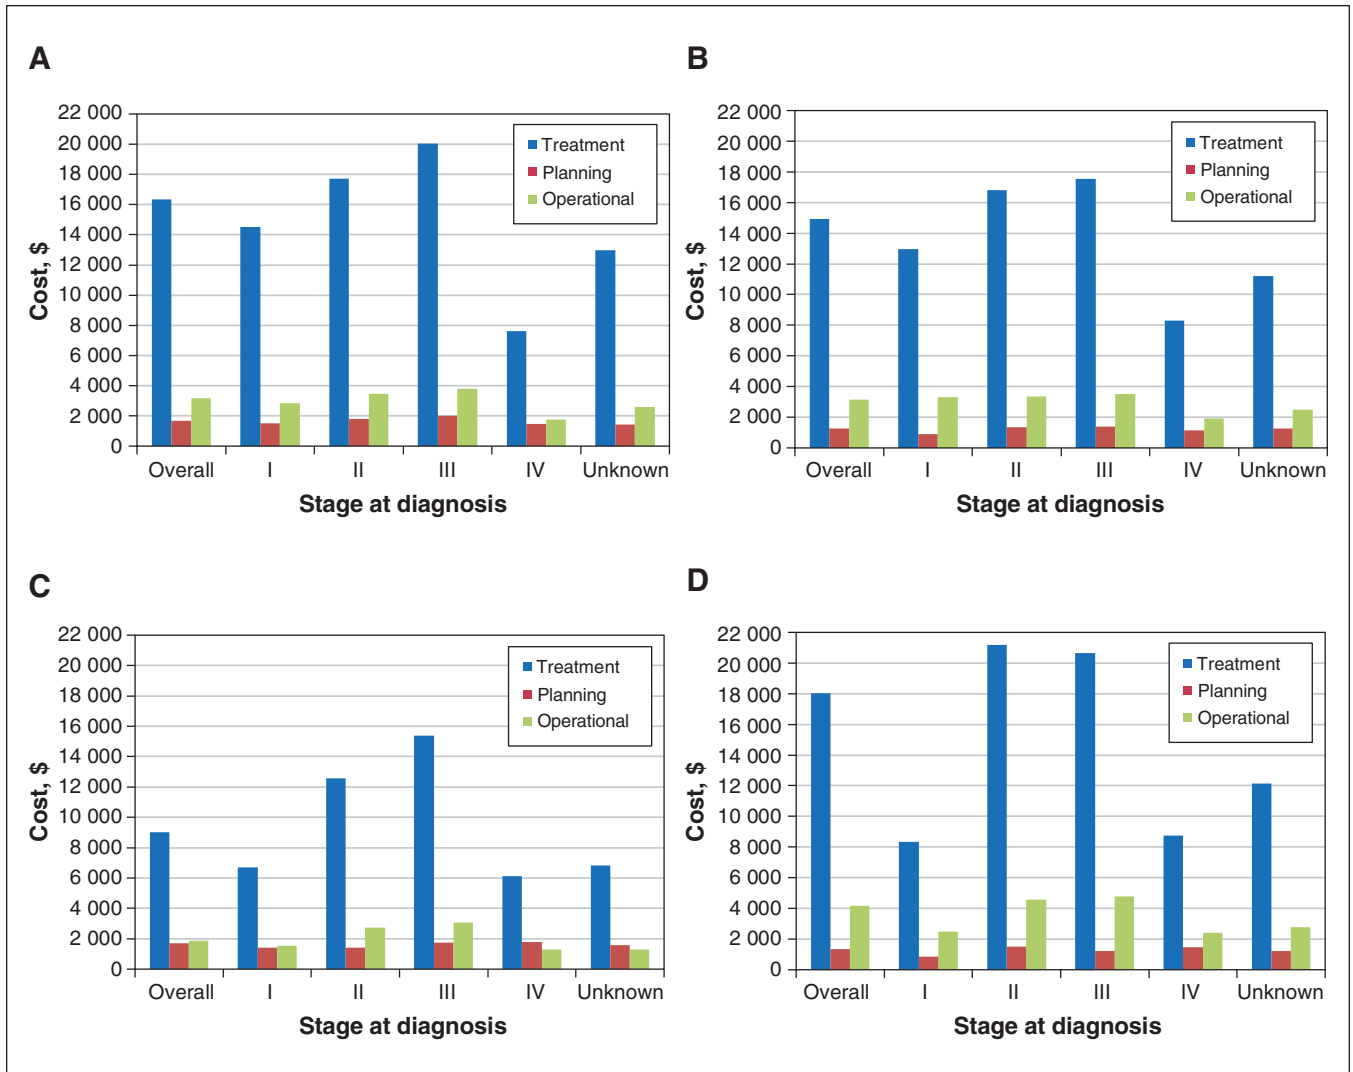 A
22 000
20 000
18 000
16 000
14 000
12 000
10 000
8 000
6 000
4 000
2 000
0
Cost, $
Treatment
Planning
Operational
Overall I II III IV Unknown
Stage at diagnosis
B
22 000
20 000
18 000
16 000
14 000
12 000
10 000
8 000
6 000
4 000
2 000
0
Cost, $
Treatment
Planning
Operational
Overall I II III IV Unknown
Stage at diagnosis
C
22 000
20 000
18 000
16 000
14 000
12 000
10 000
8 000
6 000
4 000
2 000
0
Cost, $
Treatment
Planning
Operational
Overall I II III IV Unknown
Stage at diagnosis
D
22 000
20 000
18 000
16 000
14 000
12 000
10 000
8 000
6 000
4 000
2 000
0
Cost, $
Treatment
Planning
Operational
Overall I II III IV Unknown
Stage at diagnosis